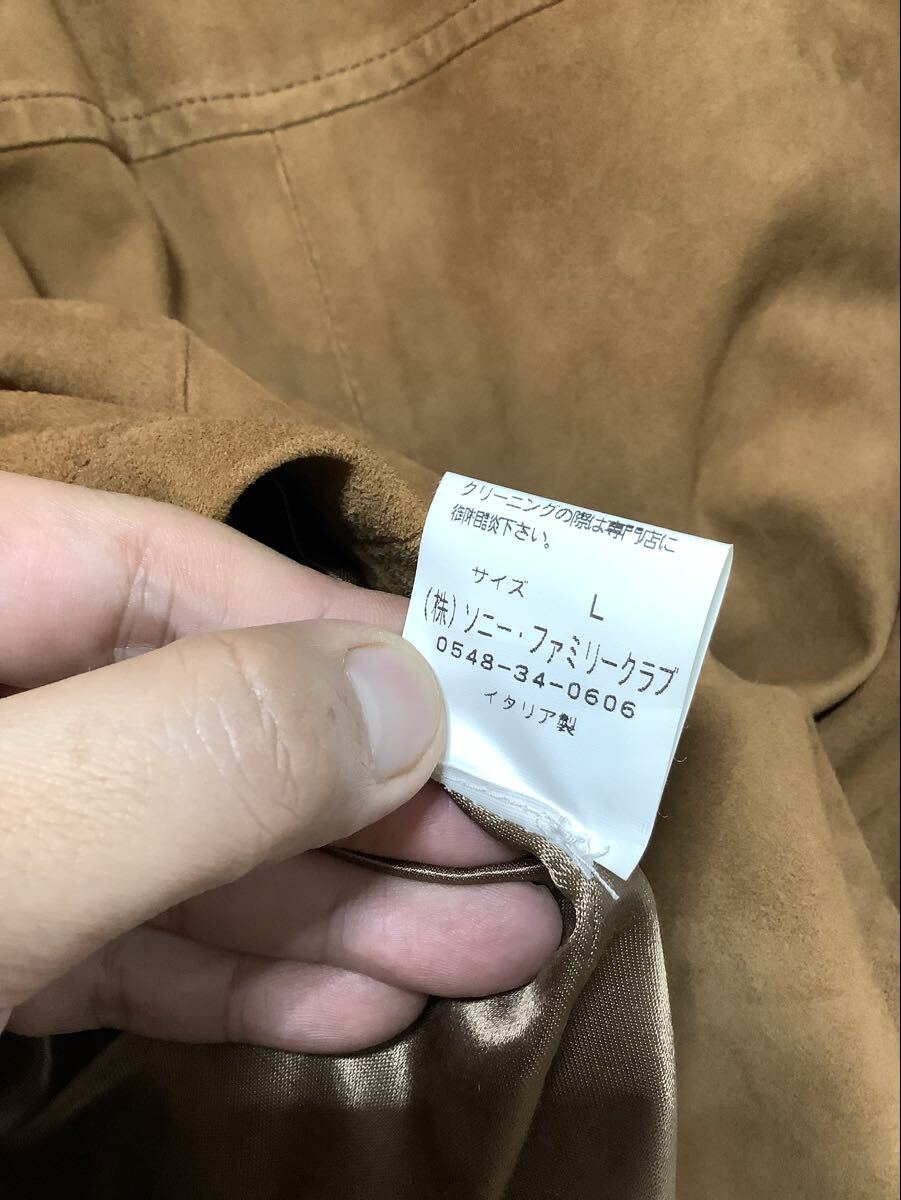 クリーニングの際は専門店に
御相談下さい。
サイズ L
(株)ソニー・ファミリークラブ
0548-34-0606
イタリア製